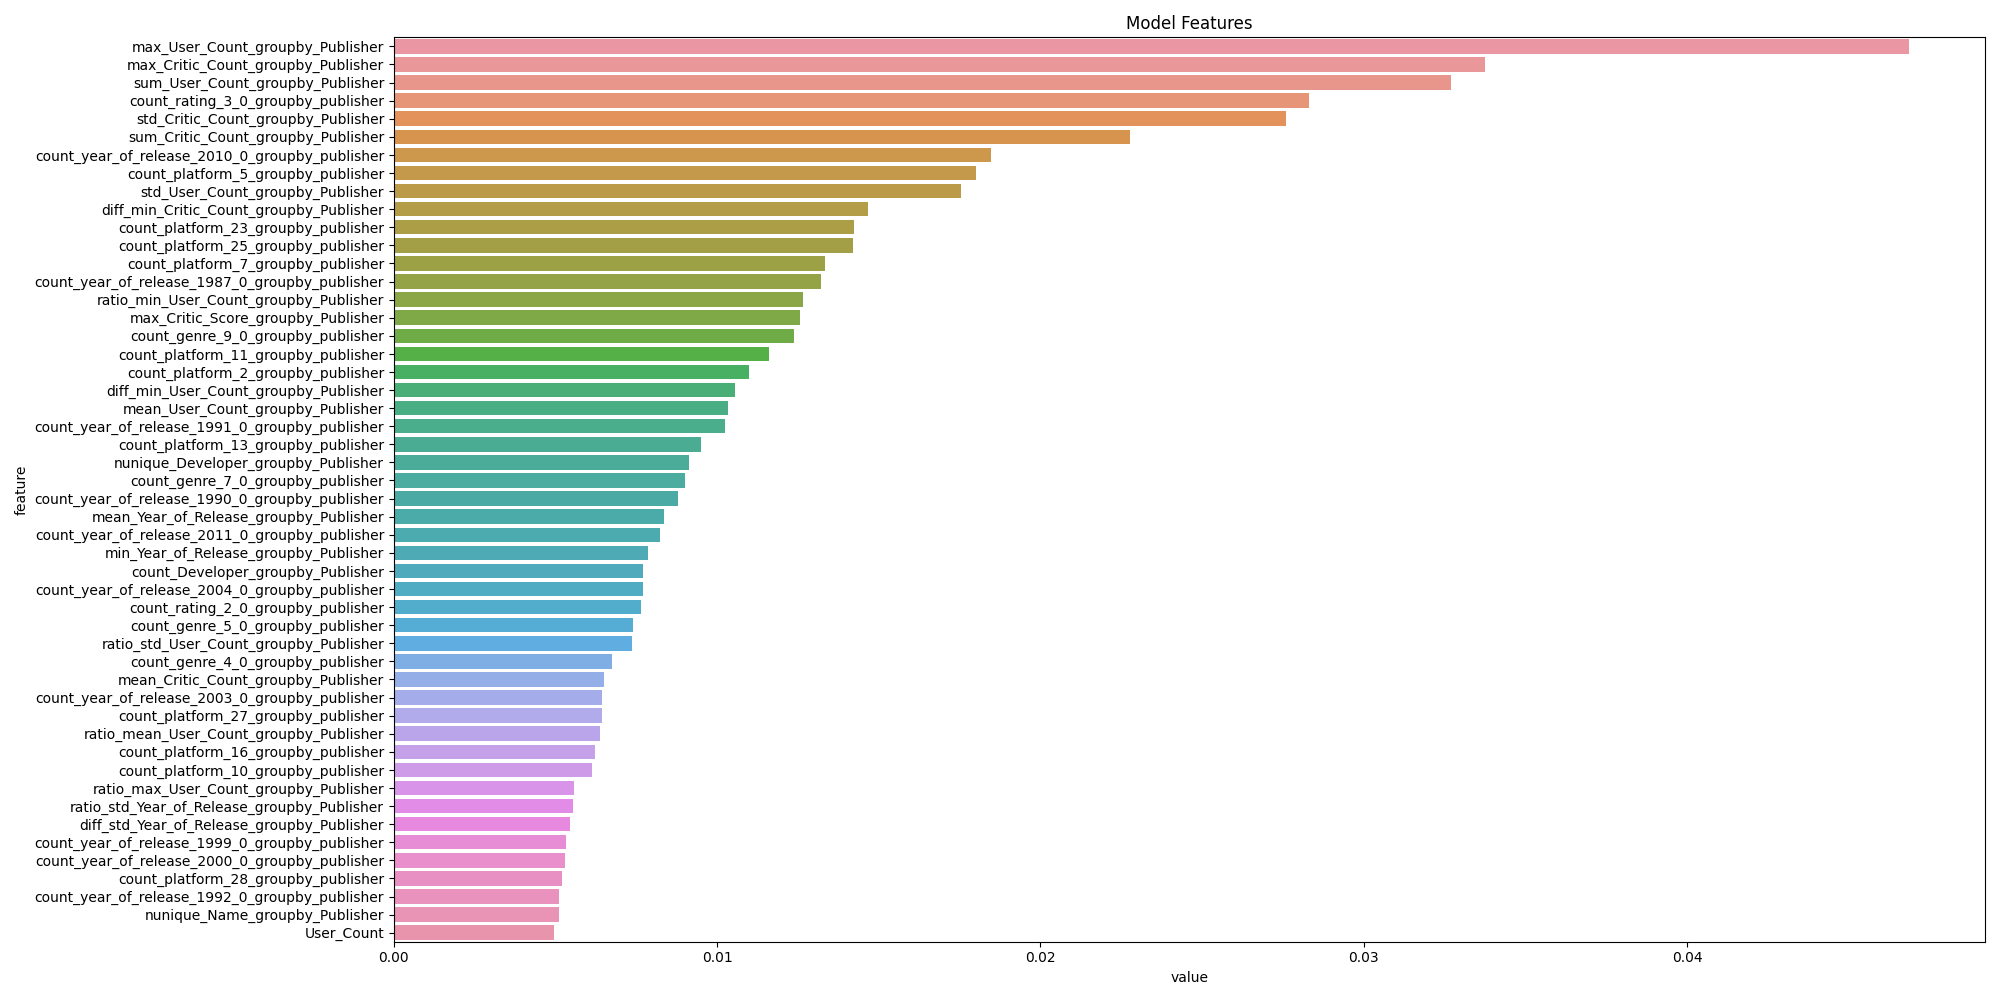 Model Features
max_User_Count_groupby_Publisher
max_Critic_Count_groupby_Publisher
sum_User_Count_groupby_Publisher
count_rating_3_0_groupby_publisher
std_Critic_Count_groupby_Publisher
sum_Critic_Count_groupby_Publisher
count_year_of_release_2010_0_groupby_publisher
count_platform_5_groupby_publisher
std_User_Count_groupby_Publisher
diff_min_Critic_Count_groupby_Publisher
count_platform_23_groupby_publisher
count_platform_25_groupby_publisher
count_platform_7_groupby_publisher
count_year_of_release_1987_0_groupby_publisher
ratio_min_User_Count_groupby_Publisher
max_Critic_Score_groupby_Publisher
count_genre_9_0_groupby_publisher
count_platform_11_groupby_publisher
count_platform_2_groupby_publisher
diff_min_User_Count_groupby_Publisher
mean_User_Count_groupby_Publisher
count_year_of_release_1991_0_groupby_publisher
count_platform_13_groupby_publisher
nunique_Developer_groupby_Publisher
count_genre_7_0_groupby_publisher
count_year_of_release_1990_0_groupby_publisher
mean_Year_of_Release_groupby_Publisher
count_year_of_release_2011_0_groupby_publisher
min_Year_of_Release_groupby_Publisher
count_Developer_groupby_Publisher
count_year_of_release_2004_0_groupby_publisher
count_rating_2_0_groupby_publisher
count_genre_5_0_groupby_publisher
ratio_std_User_Count_groupby_Publisher
count_genre_4_0_groupby_publisher
mean_Critic_Count_groupby_Publisher
count_year_of_release_2003_0_groupby_publisher
count_platform_27_groupby_publisher
ratio_mean_User_Count_groupby_Publisher
count_platform_16_groupby_publisher
count_platform_10_groupby_publisher
ratio_max_User_Count_groupby_Publisher
ratio_std_Year_of_Release_groupby_Publisher
diff_std_Year_of_Release_groupby_Publisher
count_year_of_release_1999_0_groupby_publisher
count_year_of_release_2000_0_groupby_publisher
count_platform_28_groupby_publisher
count_year_of_release_1992_0_groupby_publisher
nunique_Name_groupby_Publisher
User_Count
feature
0.00 0.01 0.02 0.03 0.04
value